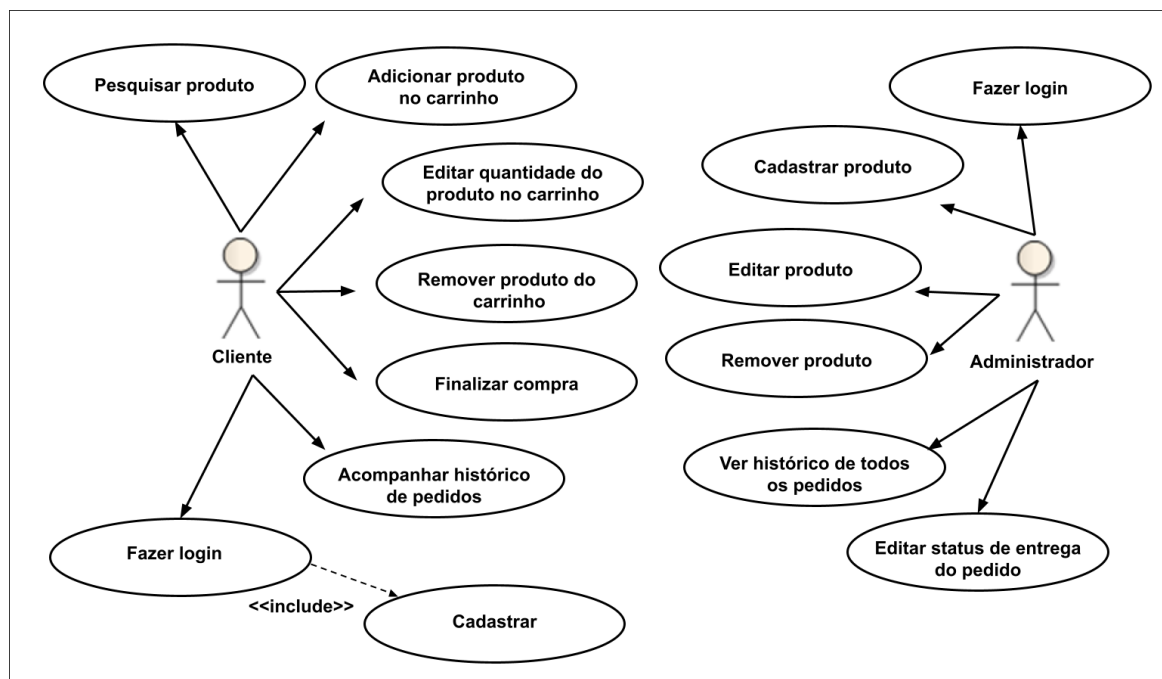 Pesquisar produto
Adicionar produto
no carrinho
Editar quantidade do
produto no carrinho
Remover produto do
carrinho
Finalizar compra
Cliente
Acompanhar histórico
de pedidos
Fazer login
<<include>>
Cadastrar
Fazer login
Cadastrar produto
Editar produto
Remover produto
Administrador
Ver histórico de todos
os pedidos
Editar status de entrega
do pedido